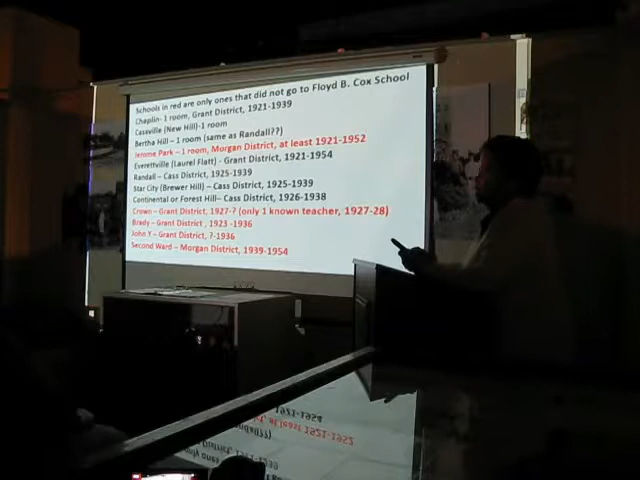 Schools in red are only ones that did not go to Floyd B. Cox School
Chaplin- 1 room, Grant District, 1921-1939
Cassville (New Hill)-1 room
Bertha Hill – 1 room (same as Randall??)
Jerome Park – 1 room, Morgan District, at least 1921-1952
Everettville (Laurel Flatt) - Grant District, 1921-1954
Randall – Cass District, 1925-1939
Star City (Brewer Hill) – Cass District, 1925-1939
Continental or Forest Hill– Cass District, 1926-1938
Crown – Grant District, 1927-? (only 1 known teacher, 1927-28)
Brady – Grant District , 1923 -1936
John Y – Grant District, ?-1936
Second Ward – Morgan District, 1939-1954